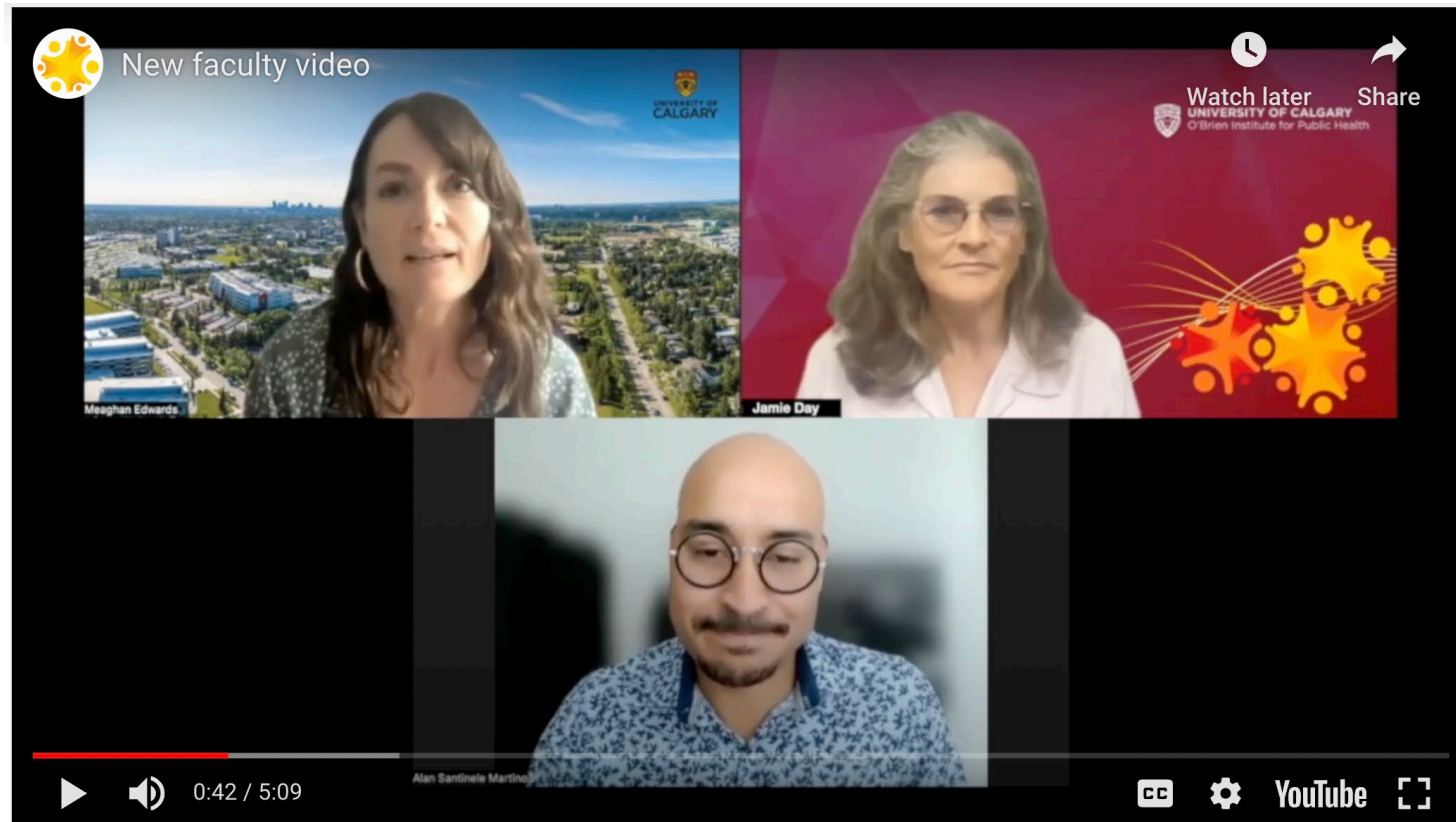 New faculty video
Watch later
Share
UNIVERSITY OF
CALGARY
UNIVERSITY OF CALGARY
O'Brien Institute for Public Health
Meaghan Edwards
Jamie Day
Alan Santinele Martino
0:42 / 5:09
CC
YouTube